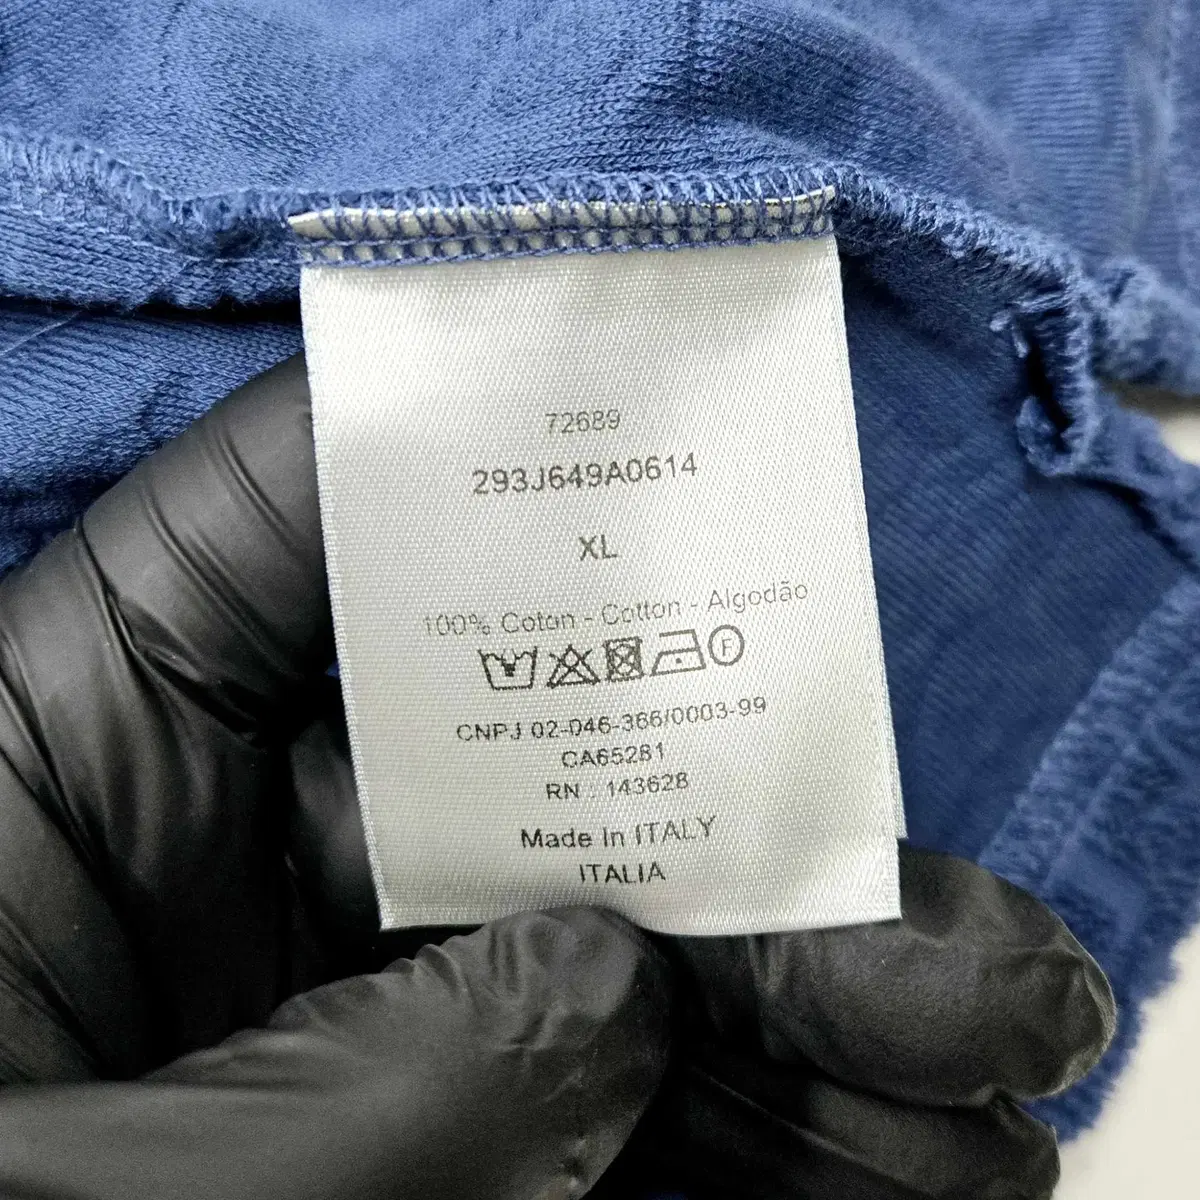 72689
293J649A0614
XL
100% Coton - Cotton - Algodão
F
CNPJ 02-046-366/0003-99
CA65281
RN : 143628
Made In ITALY
ITALIA